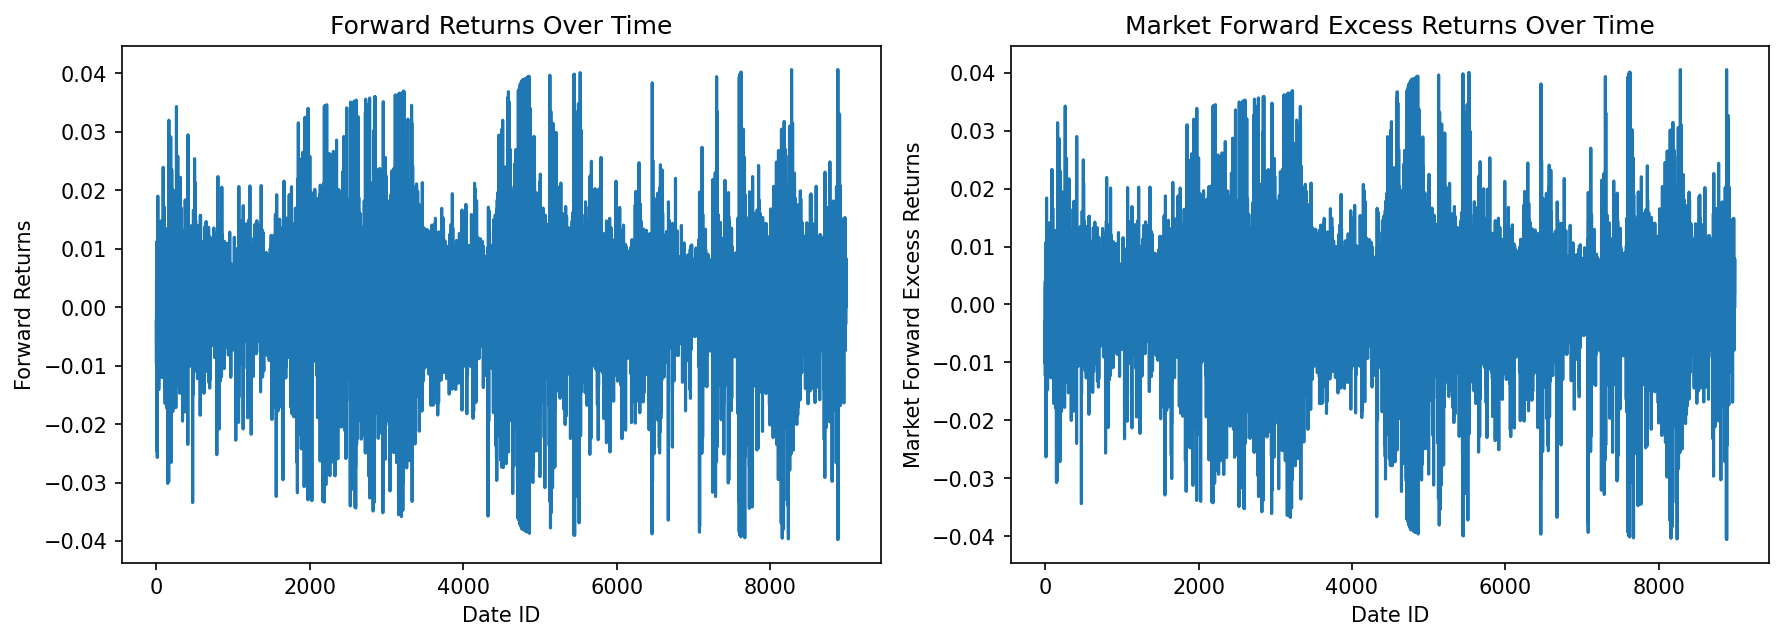 Forward Returns Over Time
0.04
0.03
0.02
0.01
0.00
−0.01
−0.02
−0.03
−0.04
Forward Returns
0 2000 4000 6000 8000
Date ID
Market Forward Excess Returns Over Time
0.04
0.03
0.02
0.01
0.00
−0.01
−0.02
−0.03
−0.04
Market Forward Excess Returns
0 2000 4000 6000 8000
Date ID